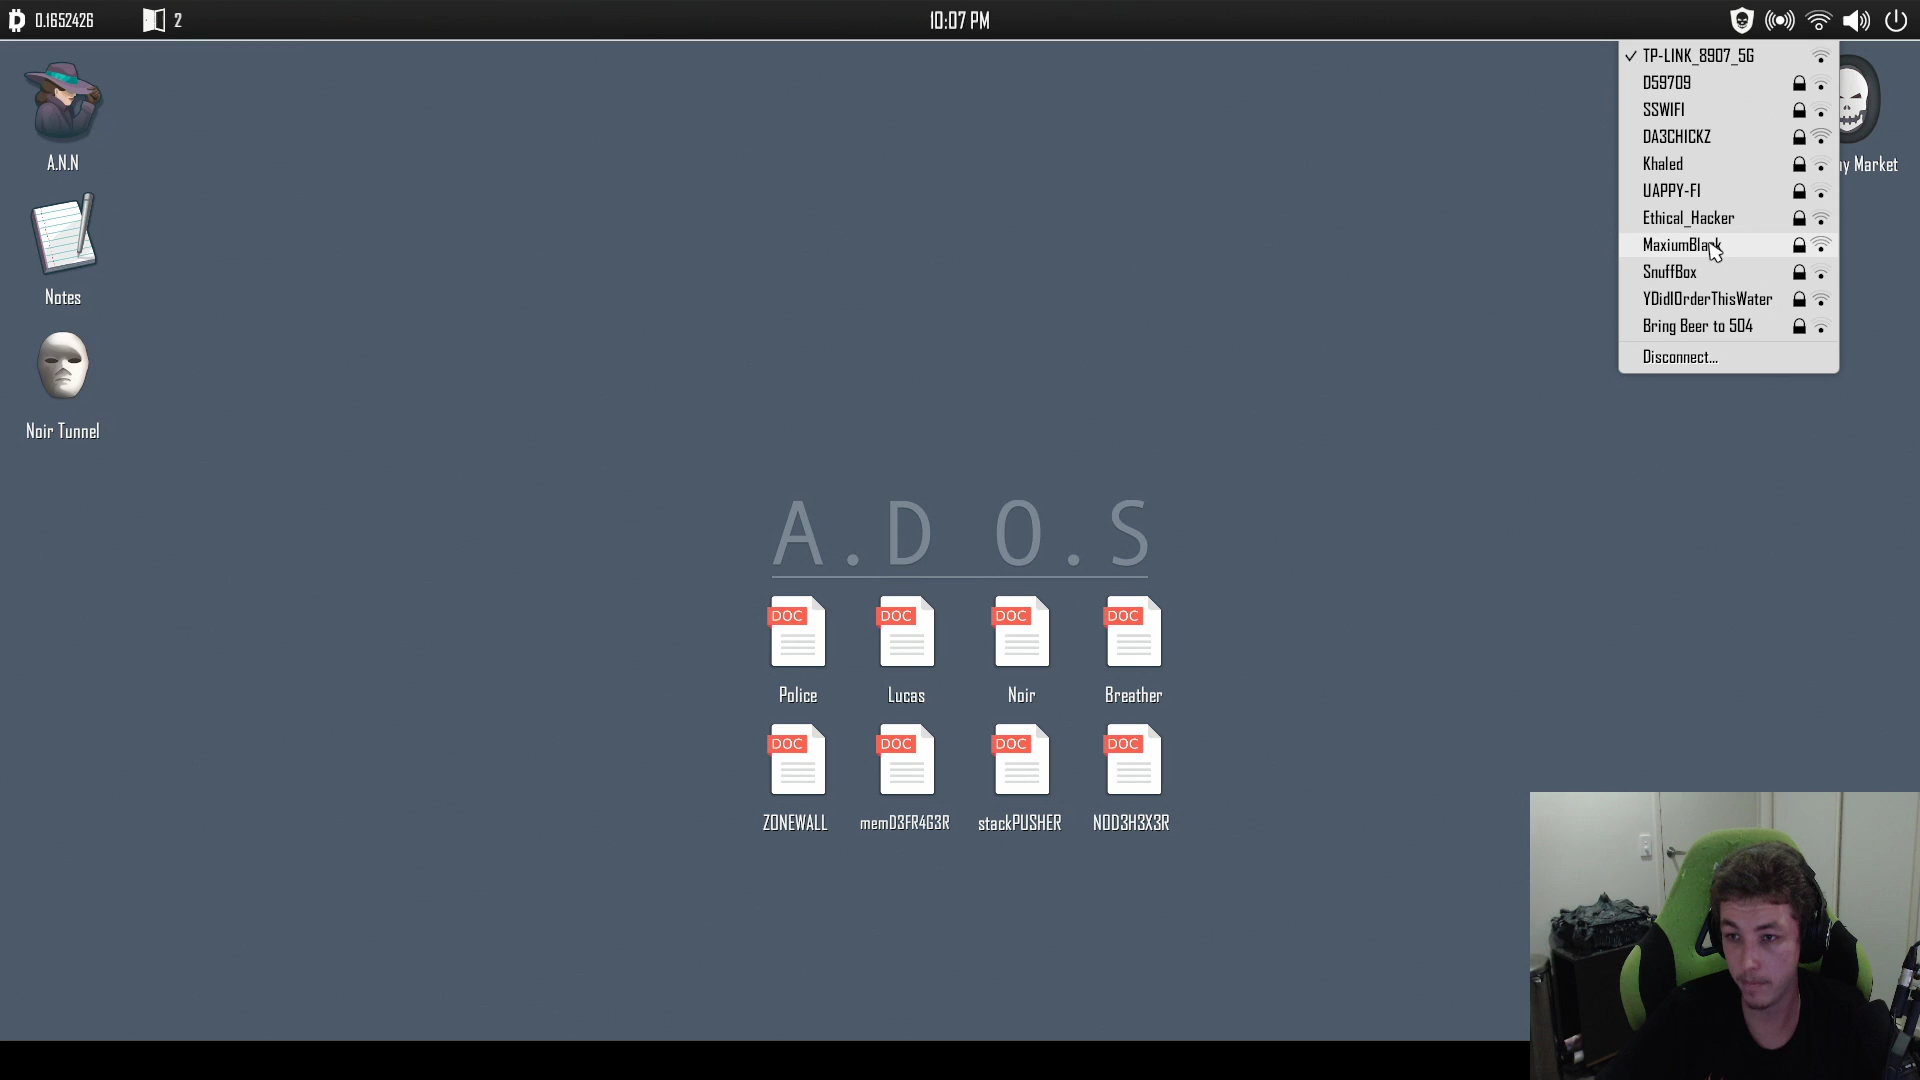 0.1652426
2
10:07 PM
TP-LINK_8907_5G
D59709
SSWIFI
DA3CHICKZ
Khaled
UAPPY-FI
Ethical_Hacker
MaxiumBlack
SnuffBox
YDidIOrderThisWater
Bring Beer to 504
Disconnect...
A.N.N
Notes
Noir Tunnel
Market
A.D O.S
DOC DOC DOC DOC
Police Lucas Noir Breather
DOC DOC DOC DOC
ZONEWALL memD3FR4G3R stackPUSHER NOD3H3X3R